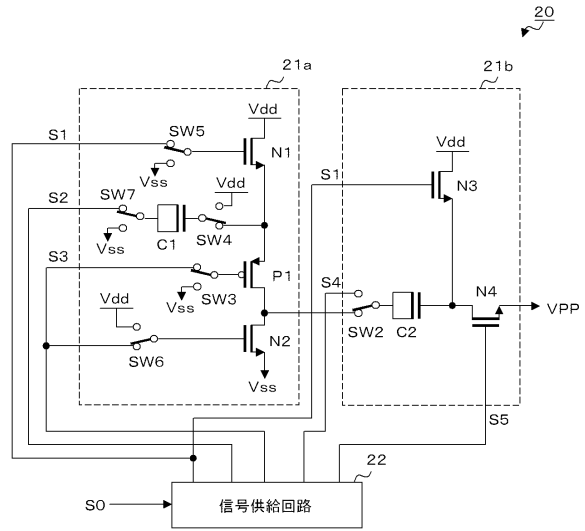 20
21a
21b
Vdd
S1
SW5
N1
Vss
Vdd
S1
N3
Vdd
S2
SW7
SW4
C1
Vss
S3
P1
SW3
Vss
S4
SW2
C2
N4
VPP
Vdd
SW6
N2
Vss
S5
22
S0
信号供給回路